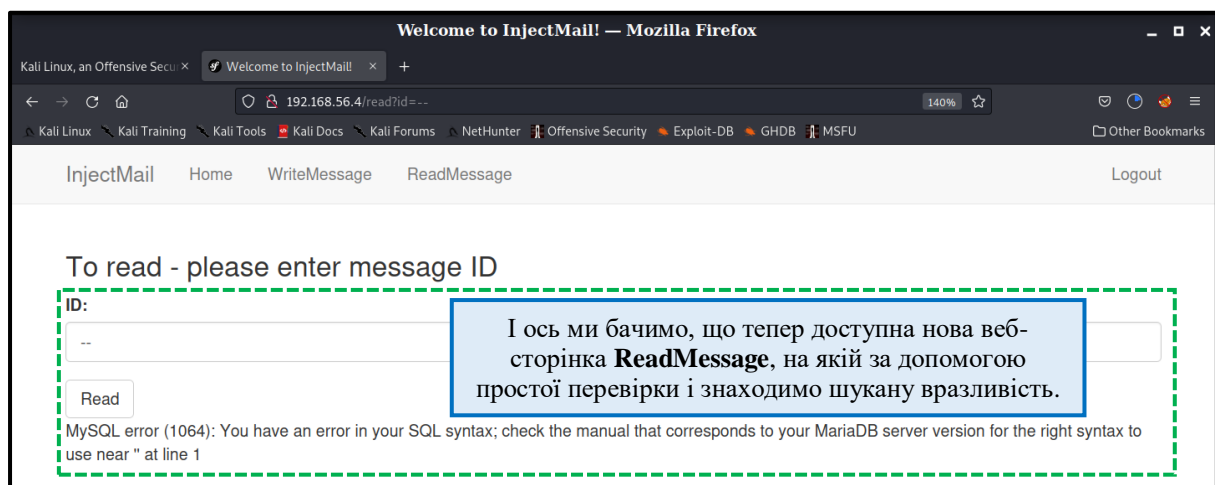 Welcome to InjectMail! — Mozilla Firefox
Kali Linux, an Offensive Secu Welcome to InjectMail!
192.168.56.4/read?id=-- 140%
Kali Linux Kali Training Kali Tools Kali Docs Kali Forums NetHunter Offensive Security Exploit-DB GHDB MSFU Other Bookmarks
InjectMail Home WriteMessage ReadMessage Logout
To read - please enter message ID
ID:
--
І ось ми бачимо, що тепер доступна нова веб-
сторінка ReadMessage, на якій за допомогою
простої перевірки і знаходимо шукану вразливість.
Read
MySQL error (1064): You have an error in your SQL syntax; check the manual that corresponds to your MariaDB server version for the right syntax to
use near '' at line 1